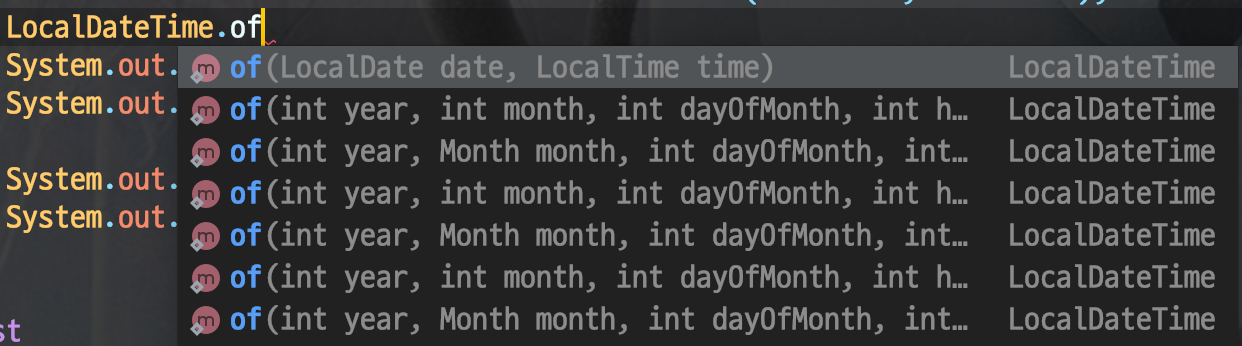 LocalDateTime.of
System.out.
System.out.
System.out.
System.out.
st
of(LocalDate date, LocalTime time) LocalDateTime
of(int year, int month, int dayOfMonth, int h… LocalDateTime
of(int year, Month month, int dayOfMonth, int… LocalDateTime
of(int year, int month, int dayOfMonth, int h… LocalDateTime
of(int year, Month month, int dayOfMonth, int… LocalDateTime
of(int year, int month, int dayOfMonth, int h… LocalDateTime
of(int year, Month month, int dayOfMonth, int… LocalDateTime